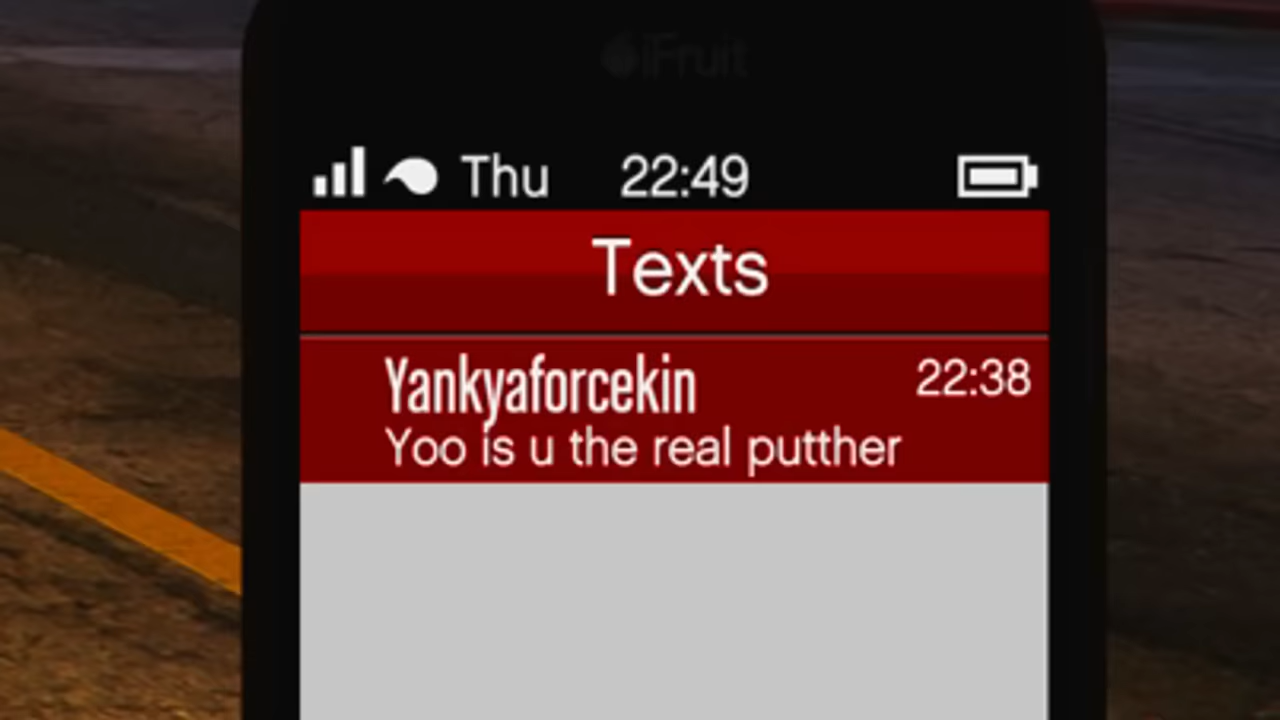 iFruit
Thu 22:49
Texts
Yankyaforcekin 22:38
Yoo is u the real putther